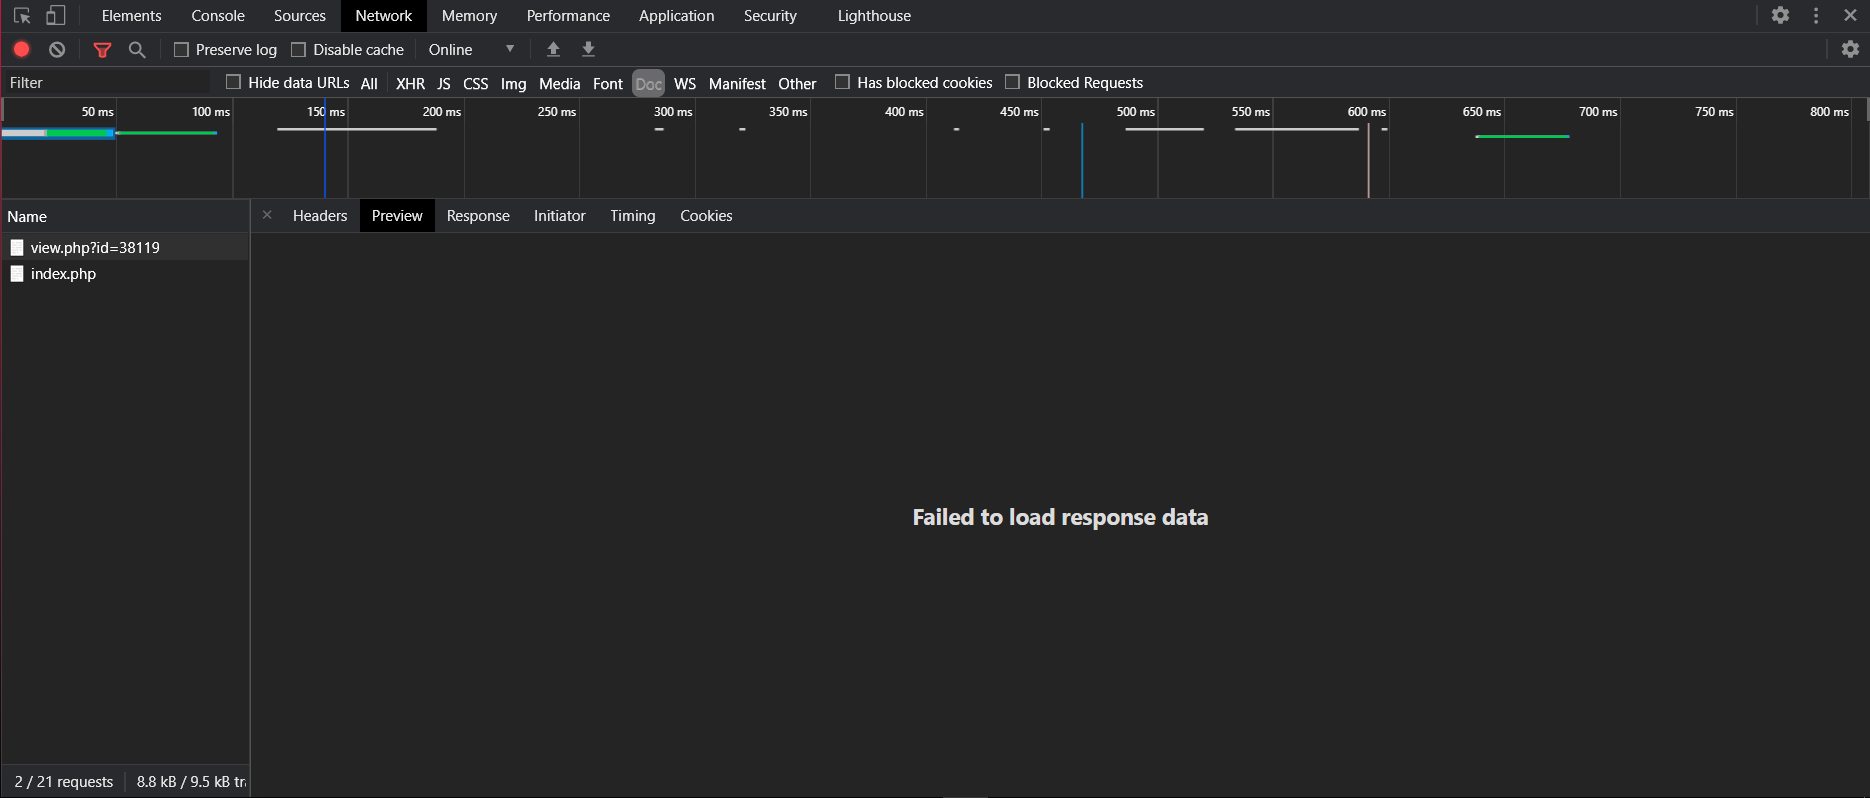 Elements Console Sources Network Memory Performance Application Security Lighthouse
Preserve log Disable cache Online
Filter Hide data URLs All XHR JS CSS Img Media Font Doc WS Manifest Other Has blocked cookies Blocked Requests
50 ms 100 ms 150 ms 200 ms 250 ms 300 ms 350 ms 400 ms 450 ms 500 ms 550 ms 600 ms 650 ms 700 ms 750 ms 800 ms
Name Headers Preview Response Initiator Timing Cookies
view.php?id=38119
index.php
Failed to load response data
2 / 21 requests 8.8 kB / 9.5 kB